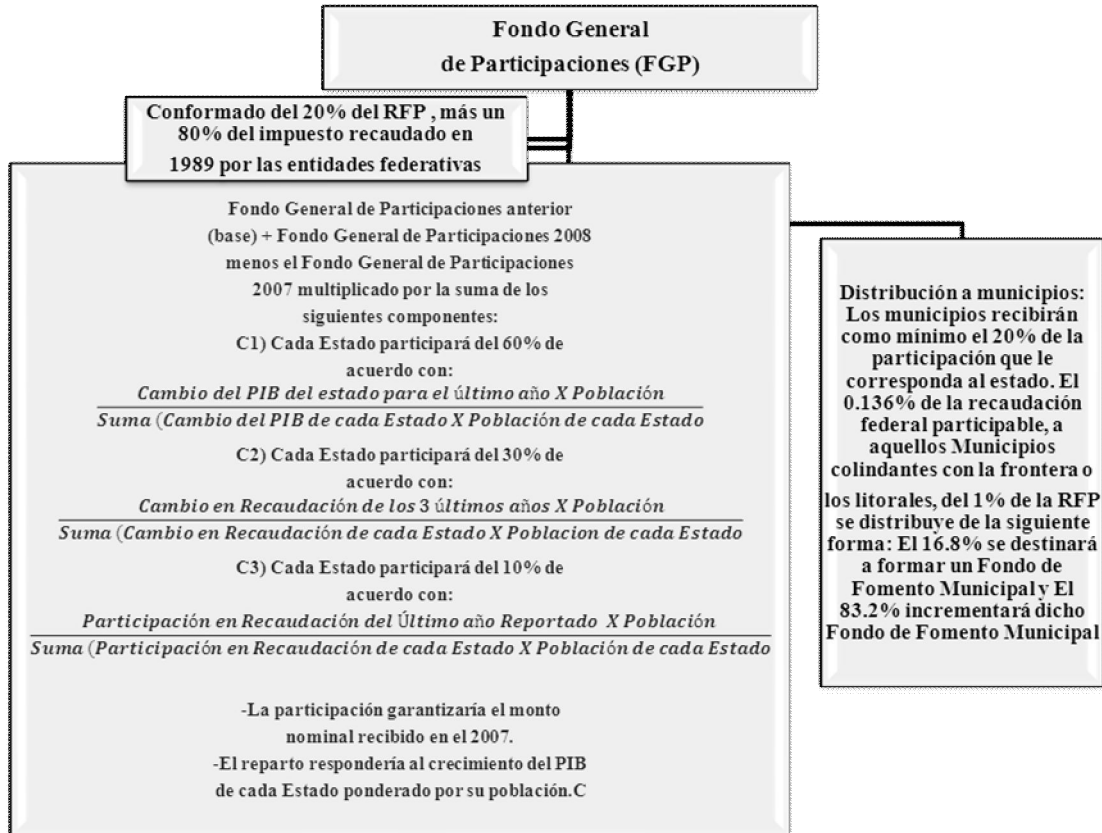 Fondo General
de Participaciones (FGP)
Conformado del 20% del RFP , más un
80% del impuesto recaudado en
1989 por las entidades federativas
Fondo General de Participaciones anterior
(base) + Fondo General de Participaciones 2008
menos el Fondo General de Participaciones
2007 multiplicado por la suma de los
siguientes componentes:
C1) Cada Estado participará del 60% de
acuerdo con:
Cambio del PIB del estado para el último año X Población
Suma (Cambio del PIB de cada Estado X Población de cada Estado
C2) Cada Estado participará del 30% de
acuerdo con:
Cambio en Recaudación de los 3 últimos años X Población
Suma (Cambio en Recaudación de cada Estado X Poblacion de cada Estado
C3) Cada Estado participará del 10% de
acuerdo con:
Participación en Recaudación del Último año Reportado X Población
Suma (Participación en Recaudación de cada Estado X Población de cada Estado
-La participación garantizaría el monto
nominal recibido en el 2007.
-El reparto respondería al crecimiento del PIB
de cada Estado ponderado por su población.C
Distribución a municipios:
Los municipios recibirán
como mínimo el 20% de la
participación que le
corresponda al estado. El
0.136% de la recaudación
federal participable, a
aquellos Municipios
colindantes con la frontera o
los litorales, del 1% de la RFP
se distribuye de la siguiente
forma: El 16.8% se destinará
a formar un Fondo de
Fomento Municipal y El
83.2% incrementará dicho
Fondo de Fomento Municipal